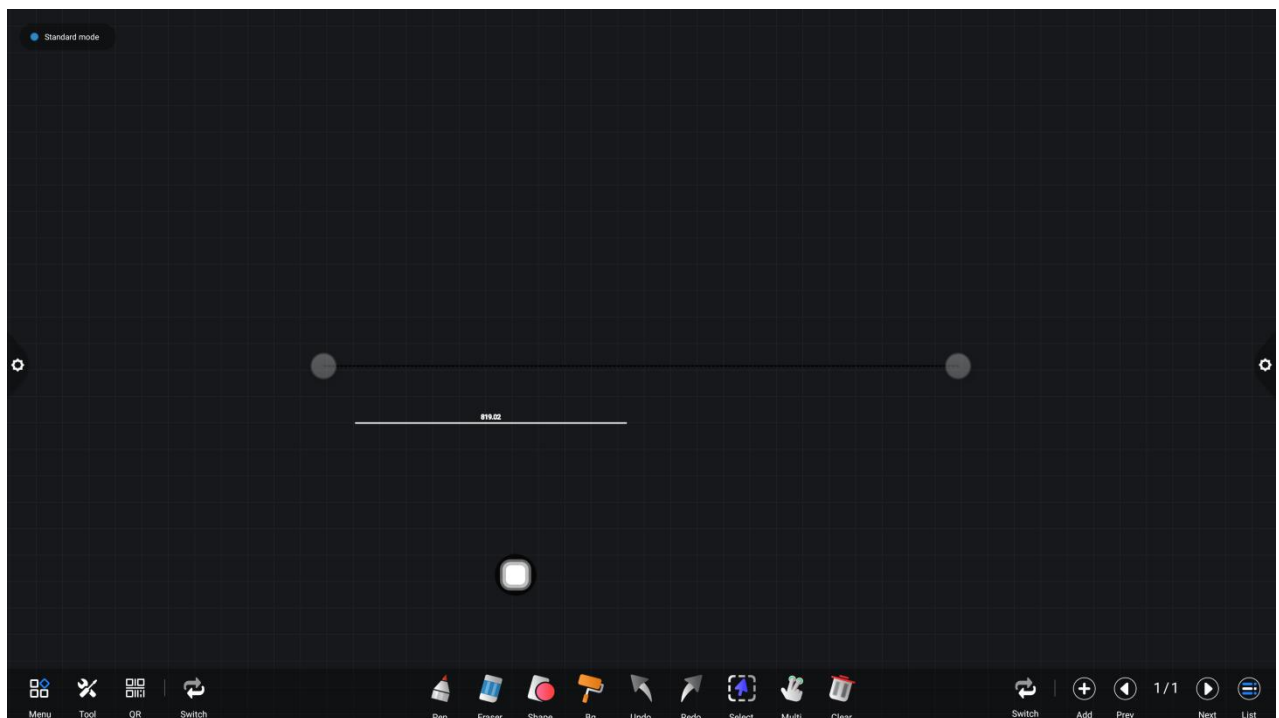 Standard mode
819.02
1/1
Menu Tool QR Switch Pen Eraser Shape Bg Undo Redo Select Multi Clear Switch Add Prev Next List